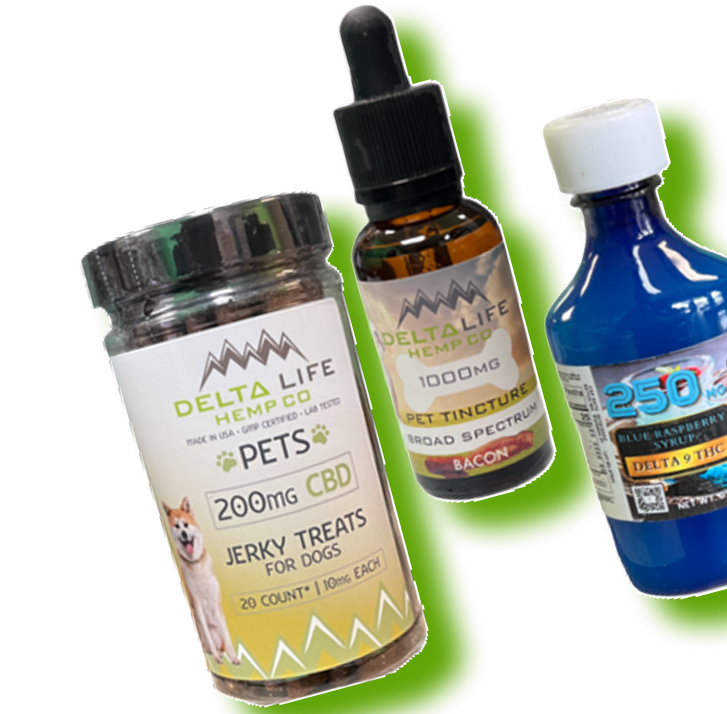 DELTA LIFE
HEMP CO
MADE IN USA • GMP CERTIFIED • LAB TESTED
PETS
200mg CBD
JERKY TREATS
FOR DOGS
20 COUNT* | 10mg EACH
DELTA LIFE
HEMP CO
1000MG
PET TINCTURE
BROAD SPECTRUM
BACON
250
BLUE RASPBERRY
SYRUP
DELTA 9 THC
NET WT.